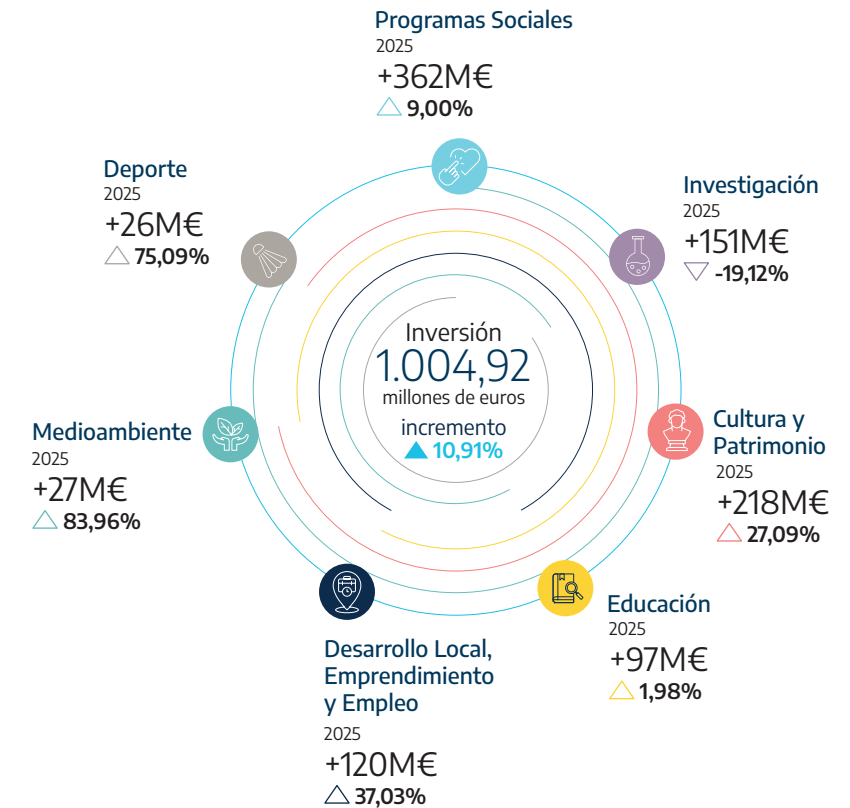 Programas Sociales
2025
+362M€
9,00%
Deporte
2025
+26M€
75,09%
Investigación
2025
+151M€
-19,12%
Inversión
1.004,92
millones de euros
incremento
10,91%
Medioambiente
2025
+27M€
83,96%
Cultura y
Patrimonio
2025
+218M€
27,09%
Educación
2025
+97M€
1,98%
Desarrollo Local,
Emprendimiento
y Empleo
2025
+120M€
37,03%